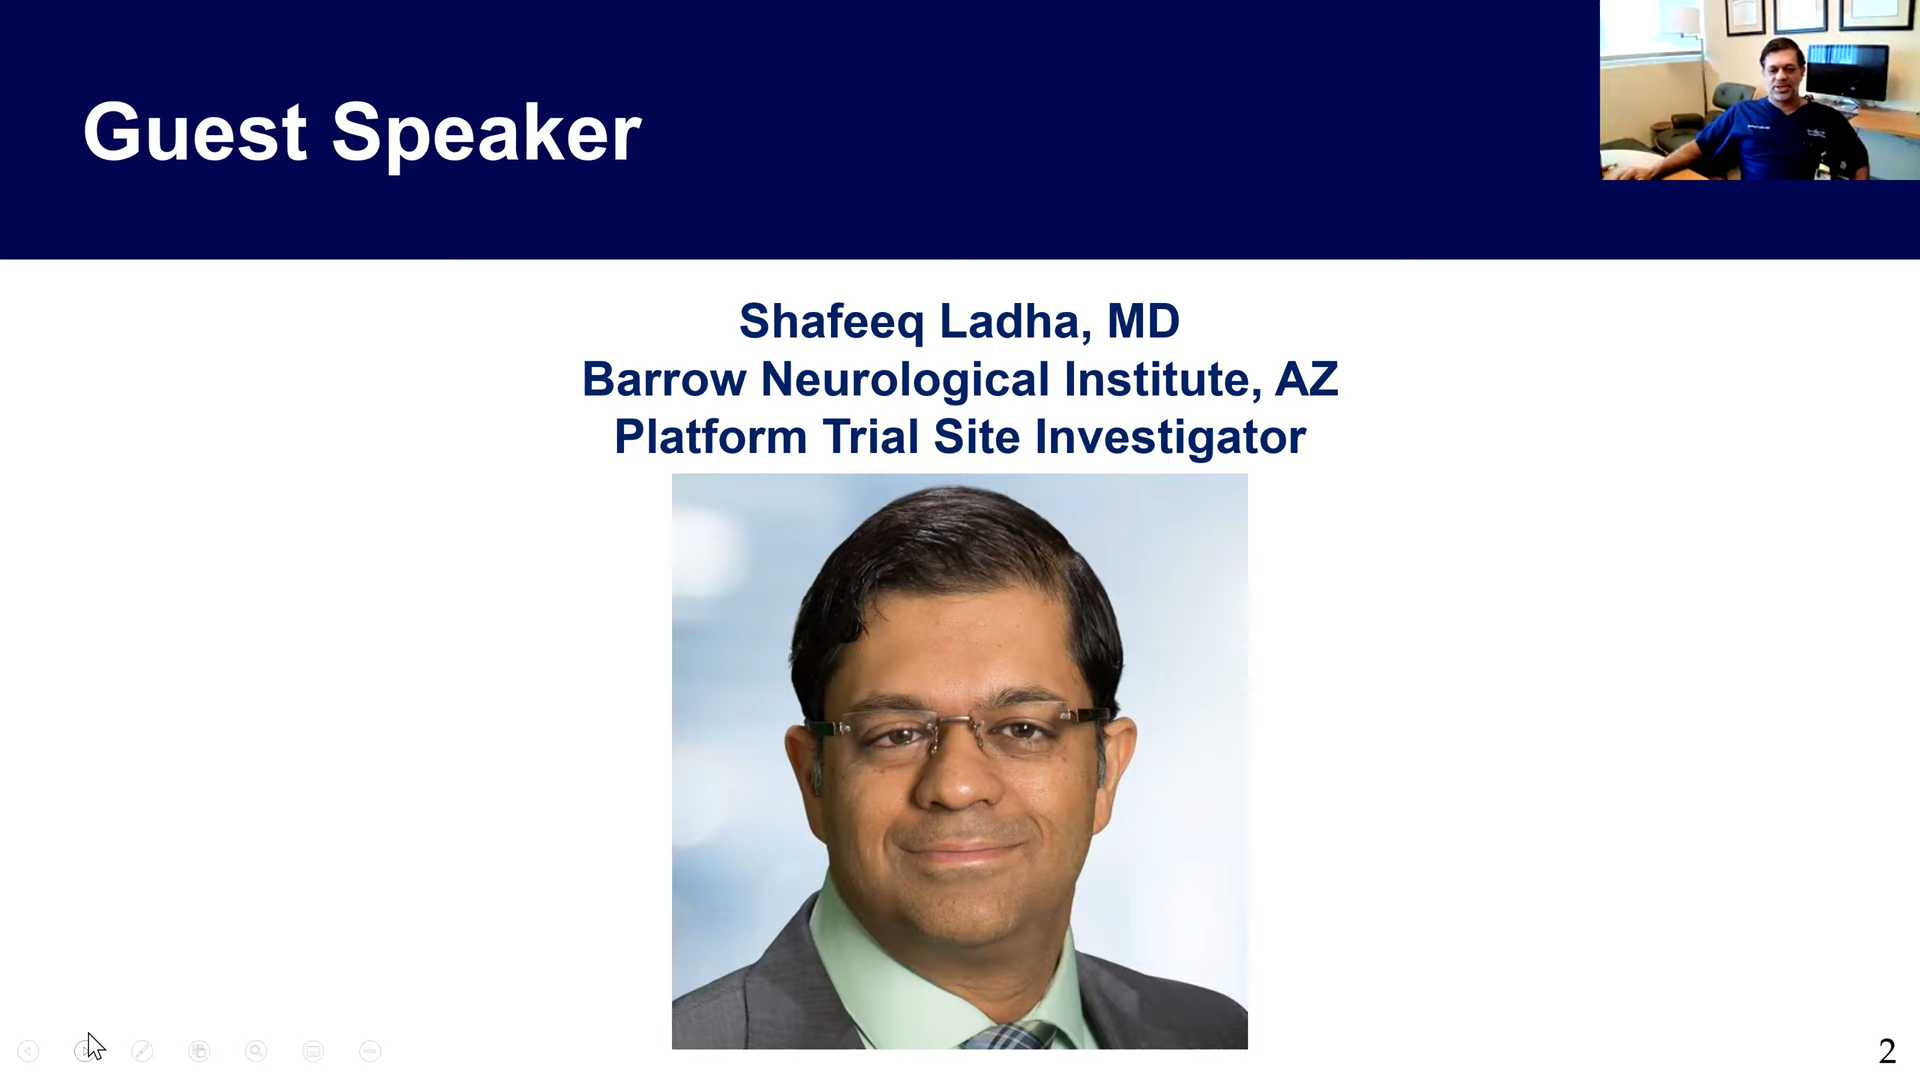 Guest Speaker
Shafeeq Ladha, MD
Barrow Neurological Institute, AZ
Platform Trial Site Investigator
2